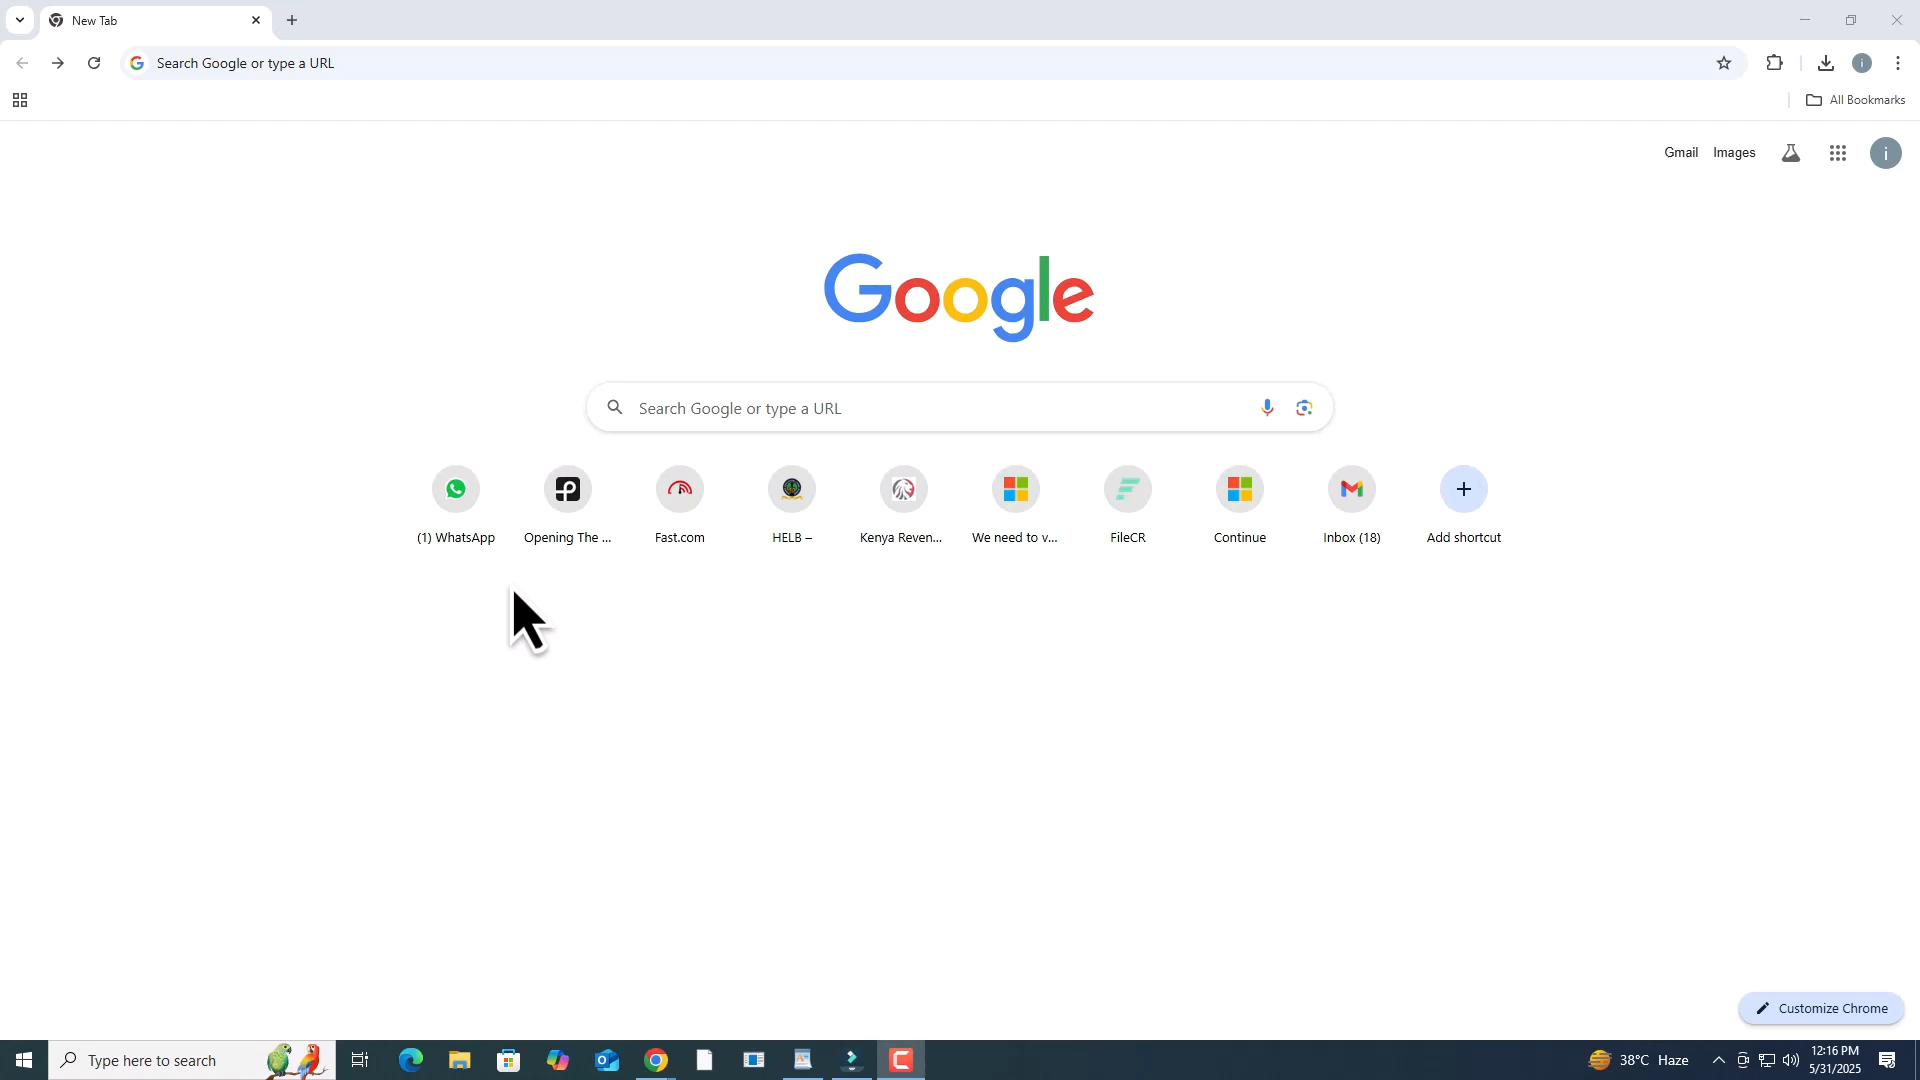 New Tab
Search Google or type a URL
All Bookmarks
Gmail Images
i
Google
Search Google or type a URL
(1) WhatsApp Opening The ... Fast.com HELB – Kenya Reven... We need to v... FileCR Continue Inbox (18) Add shortcut
Customize Chrome
Type here to search
38°C Haze
12:16 PM
5/31/2025